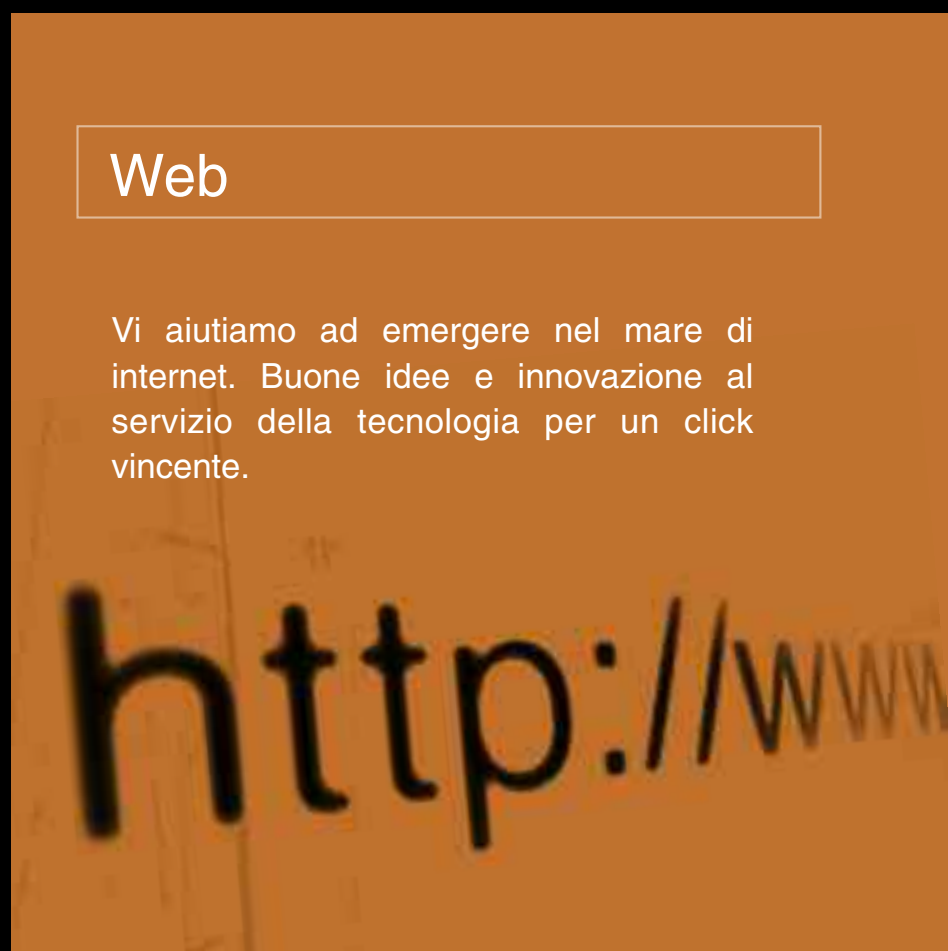 Web
Vi aiutiamo ad emergere nel mare di
internet. Buone idee e innovazione al
servizio della tecnologia per un click
vincente.
http://www